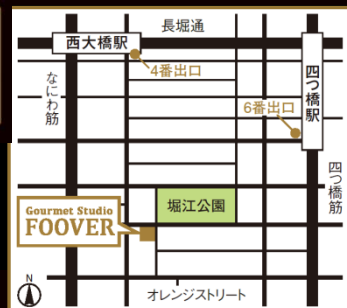 長堀通
西大橋駅
4番出口
なにわ筋
四つ橋駅
6番出口
四つ橋筋
堀江公園
Gourmet Studio
FOOVER
N
オレンジストリート